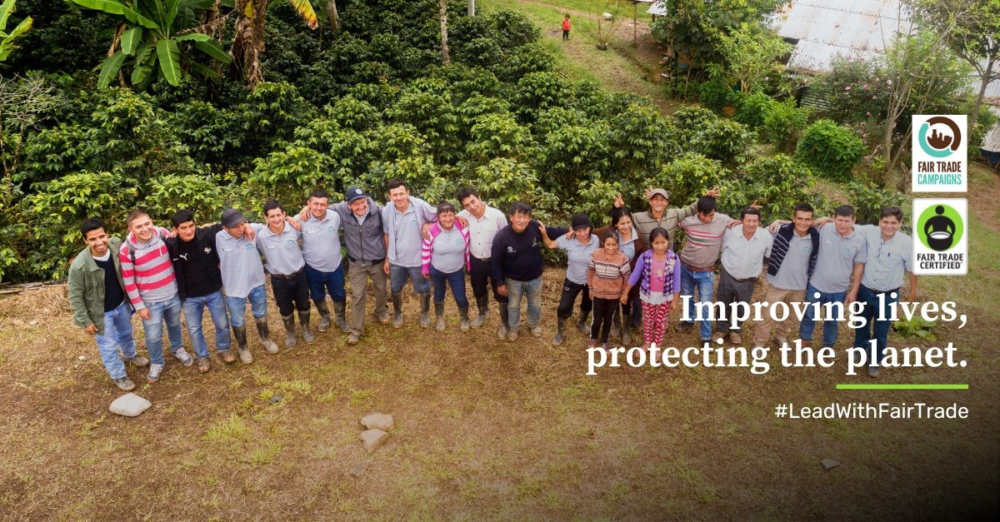 FAIR TRADE
CAMPAIGNS
FAIR TRADE
CERTIFIED
Improving lives,
protecting the planet.
#LeadWithFairTrade